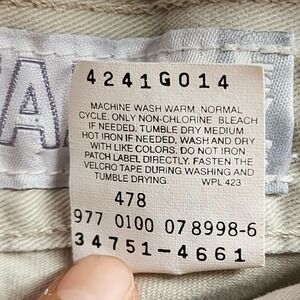 4241G014
MACHINE WASH WARM, NORMAL
CYCLE. ONLY NON-CHLORINE BLEACH
IF NEEDED. TUMBLE DRY MEDIUM
HOT IRON IF NEEDED. WASH AND DRY
WITH LIKE COLORS. DO NOT IRON
PATCH LABEL DIRECTLY. FASTEN THE
VELCRO TAPE DURING WASHING AND
TUMBLE DRYING. WPL 423
478
977 0100 078998-6
34751-4661